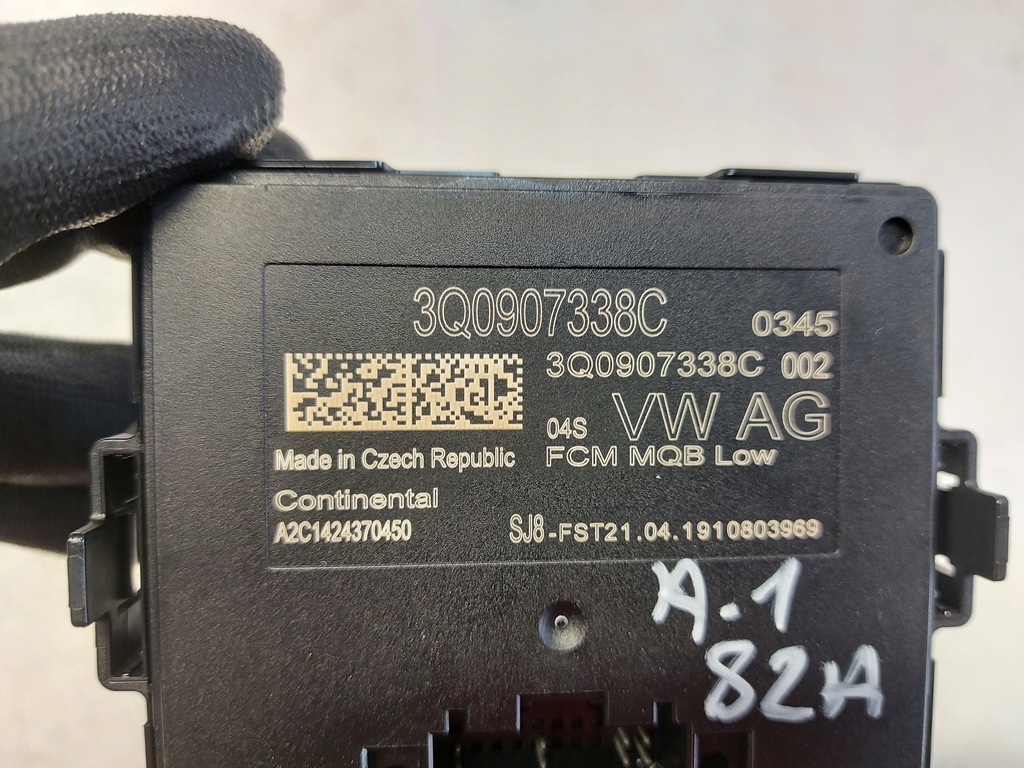 3Q0907338C
0345
3Q0907338C 002
04S VW AG
FCM MQB Low
Made in Czech Republic
Continental
A2C1424370450
SJ8-FST21.04.1910803969
A.1
82A